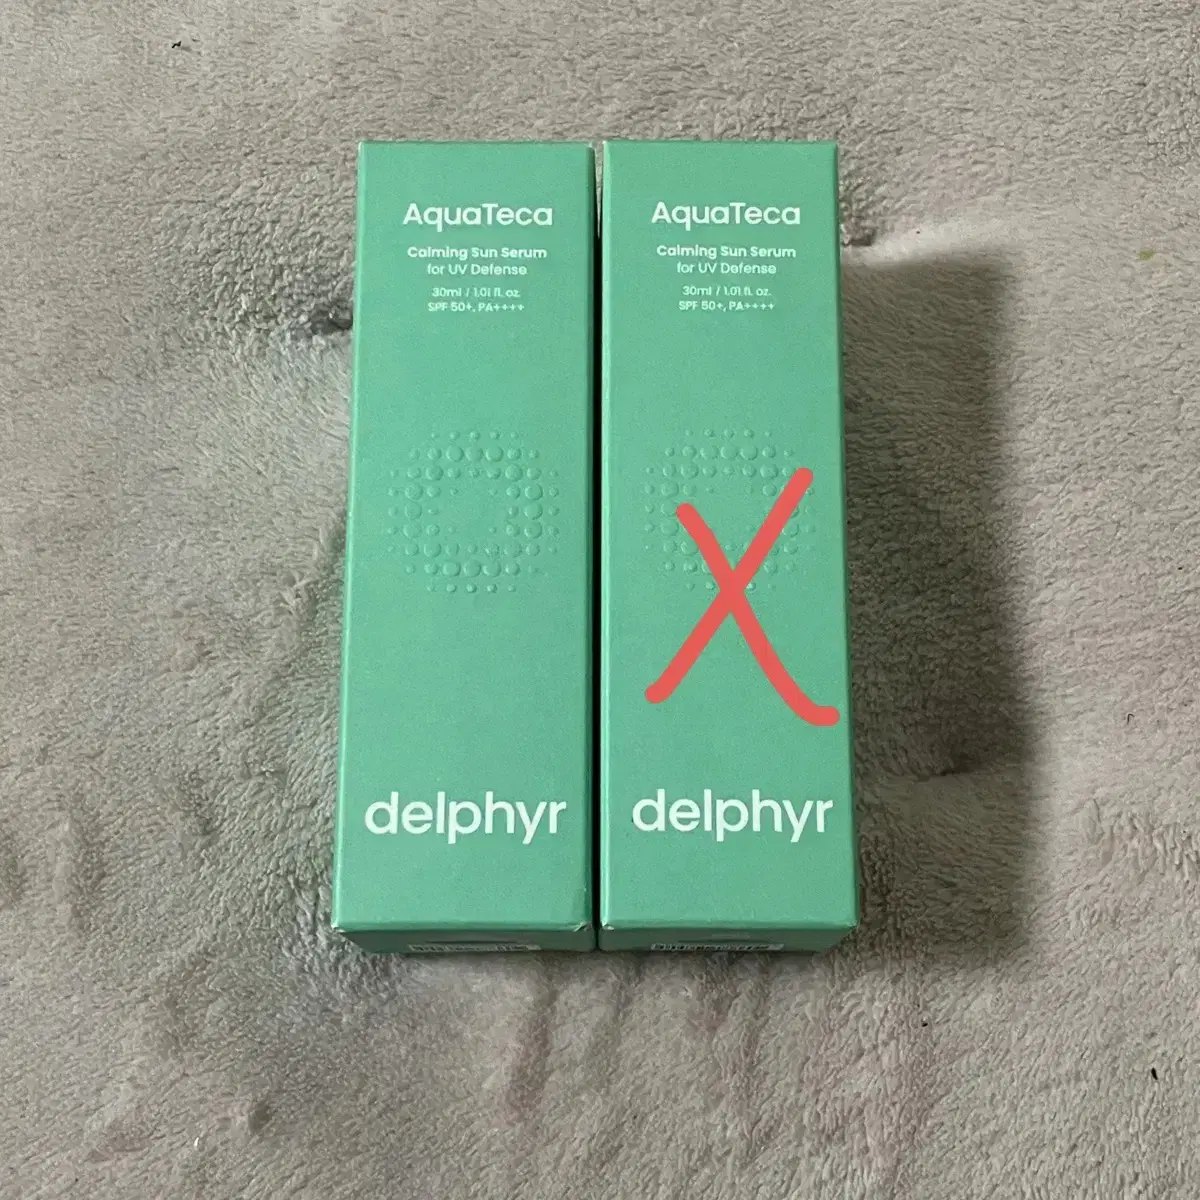 AquaTeca
Calming Sun Serum
for UV Defense
30ml / 1.01 fl. oz.
SPF 50+, PA++++
delphyr
AquaTeca
Calming Sun Serum
for UV Defense
30ml / 1.01 fl. oz.
SPF 50+, PA++++
delphyr